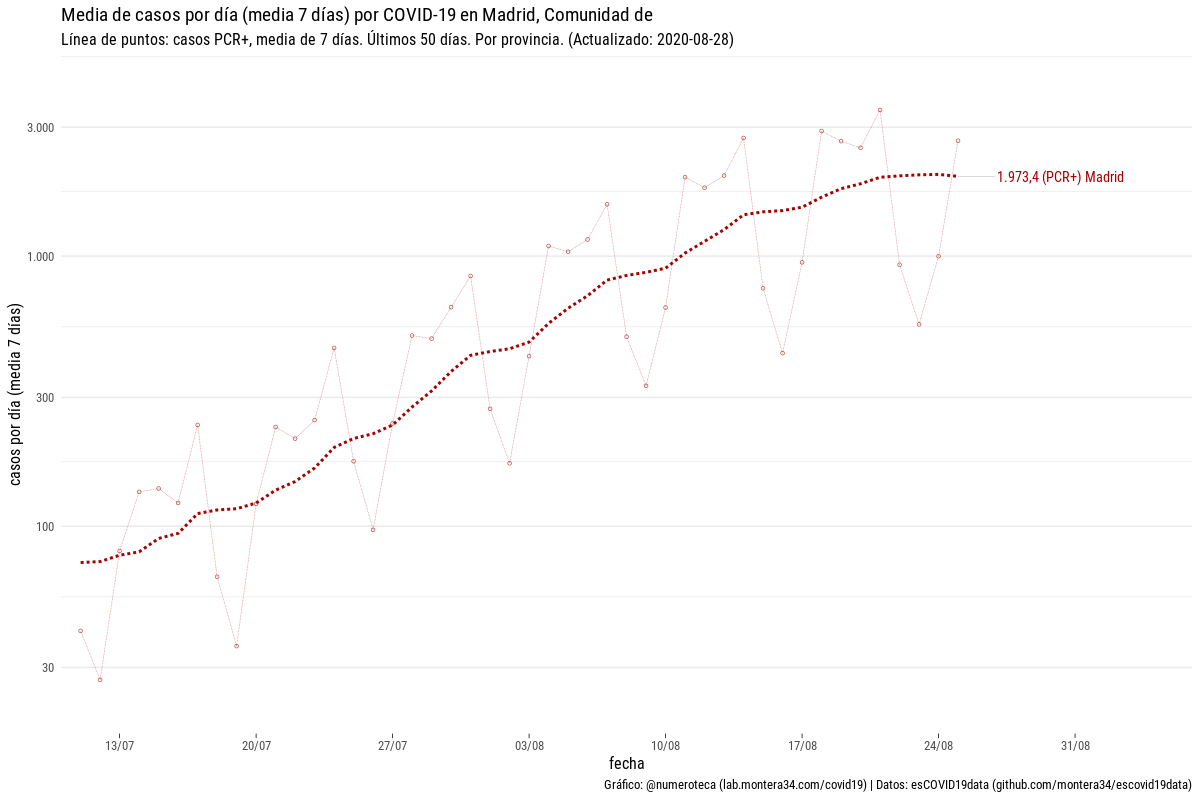 Media de casos por día (media 7 días) por COVID-19 en Madrid, Comunidad de
Línea de puntos: casos PCR+, media de 7 días. Últimos 50 días. Por provincia. (Actualizado: 2020-08-28)
casos por día (media 7 días)
3.000
1.000
300
100
30
1.973,4 (PCR+) Madrid
13/07
20/07
27/07
03/08
10/08
17/08
24/08
31/08
fecha
Gráfico: @numeroteca (lab.montera34.com/covid19) | Datos: esCOVID19data (github.com/montera34/escovid19data)